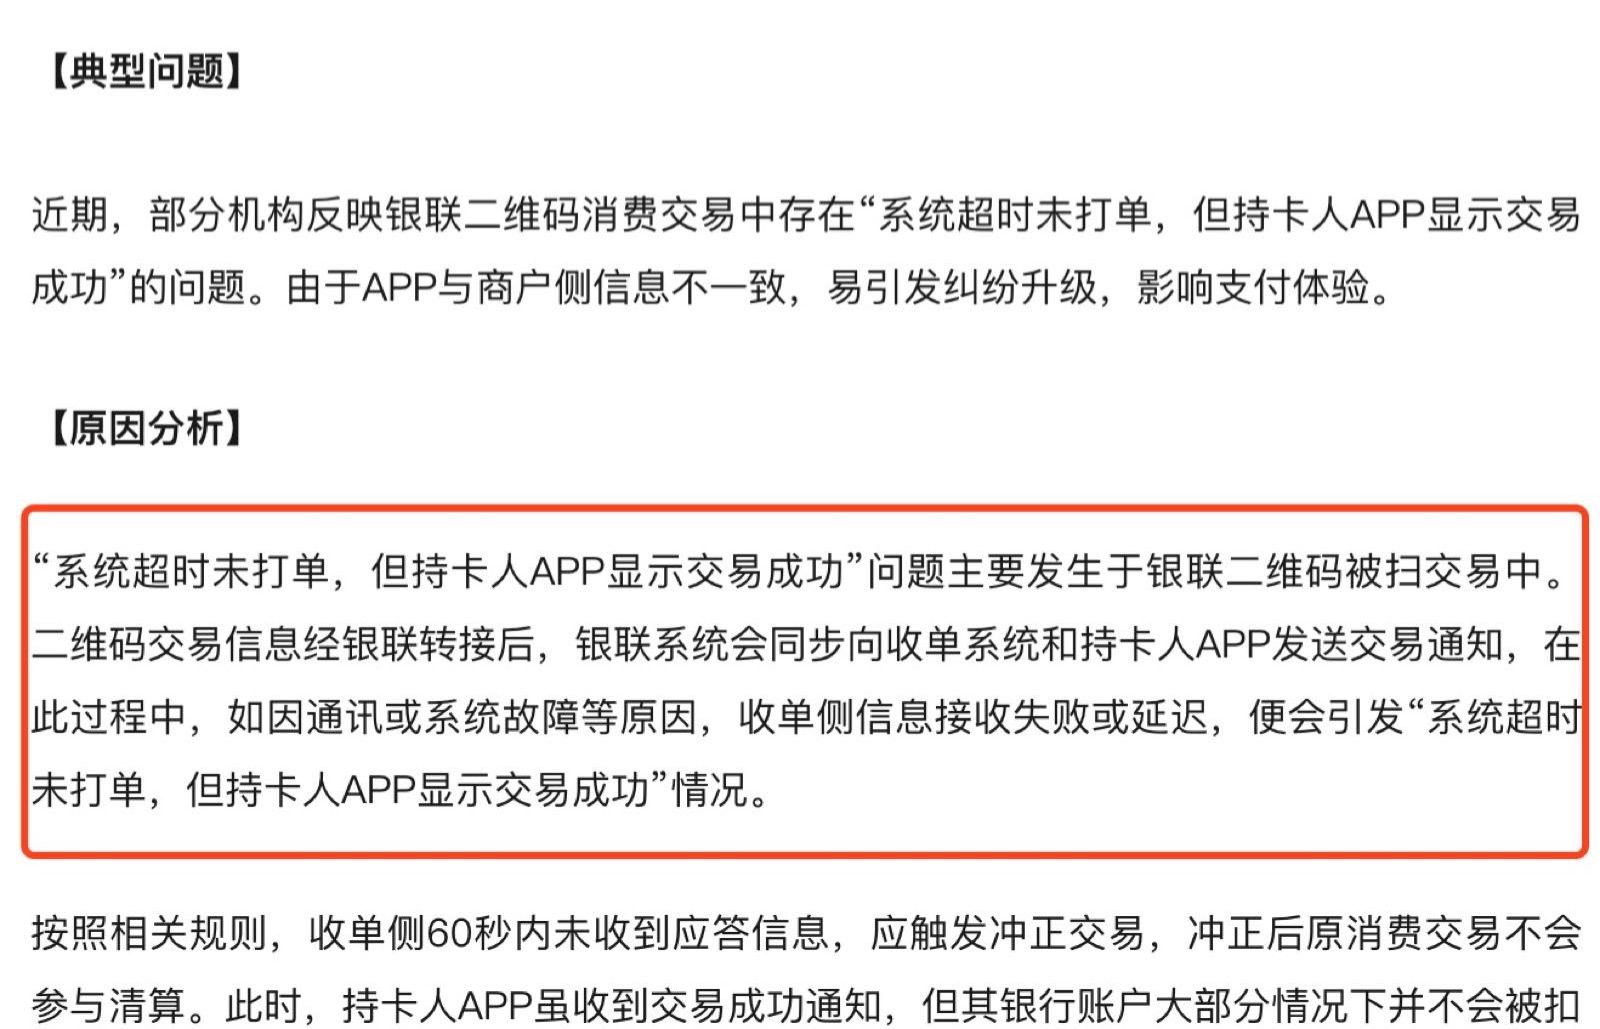 【典型问题】
近期，部分机构反映银联二维码消费交易中存在“系统超时未打单，但持卡人APP显示交易
成功”的问题。由于APP与商户侧信息不一致，易引发纠纷升级，影响支付体验。
【原因分析】
“系统超时未打单，但持卡人APP显示交易成功”问题主要发生于银联二维码被扫交易中。
二维码交易信息经银联转接后，银联系统会同步向收单系统和持卡人APP发送交易通知，在
此过程中，如因通讯或系统故障等原因，收单侧信息接收失败或延迟，便会引发“系统超时
未打单，但持卡人APP显示交易成功”情况。
按照相关规则，收单侧60秒内未收到应答信息，应触发冲正交易，冲正后原消费交易不会
参与清算。此时，持卡人APP虽收到交易成功通知，但其银行账户大部分情况下并不会被扣